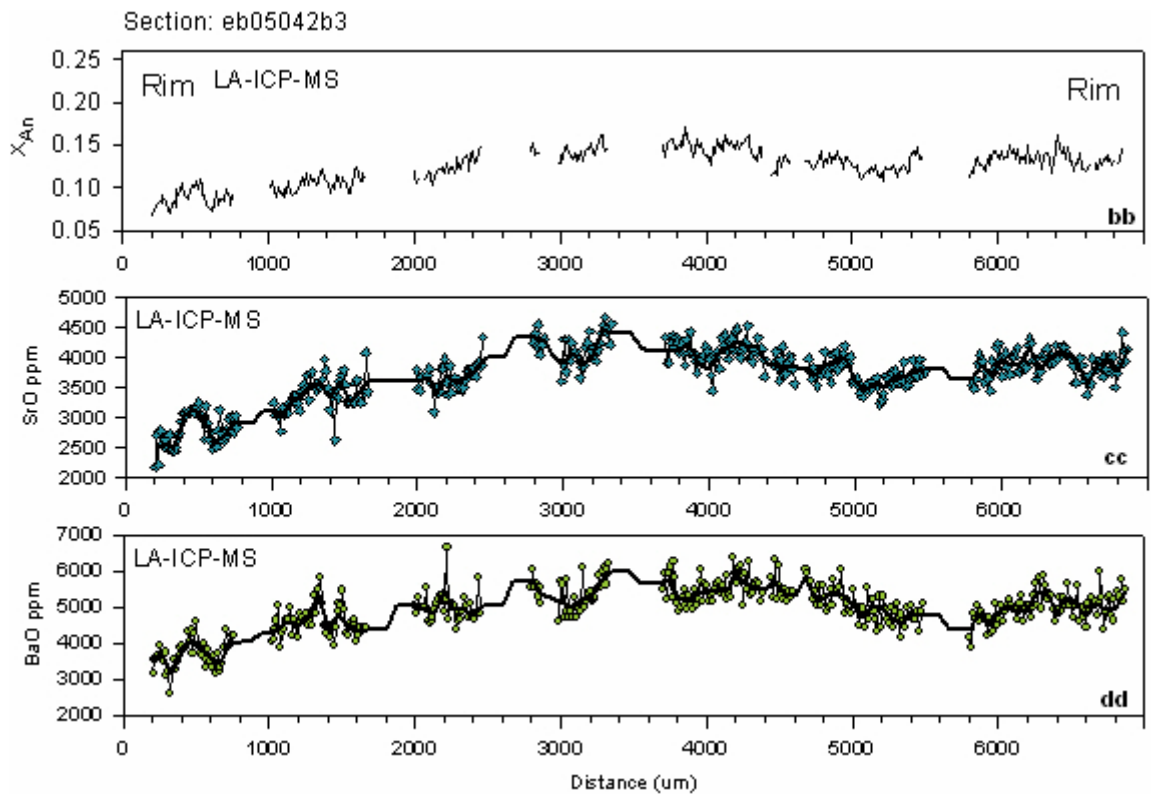 Section: eb05042b3
0.25
0.20
0.15
0.10
0.05
XAn
Rim LA-ICP-MS Rim
bb
0 1000 2000 3000 4000 5000 6000
5000
4500
4000
3500
3000
2500
2000
SrO ppm
LA-ICP-MS
cc
0 1000 2000 3000 4000 5000 6000
7000
6000
5000
4000
3000
2000
BaO ppm
LA-ICP-MS
dd
0 1000 2000 3000 4000 5000 6000
Distance (um)